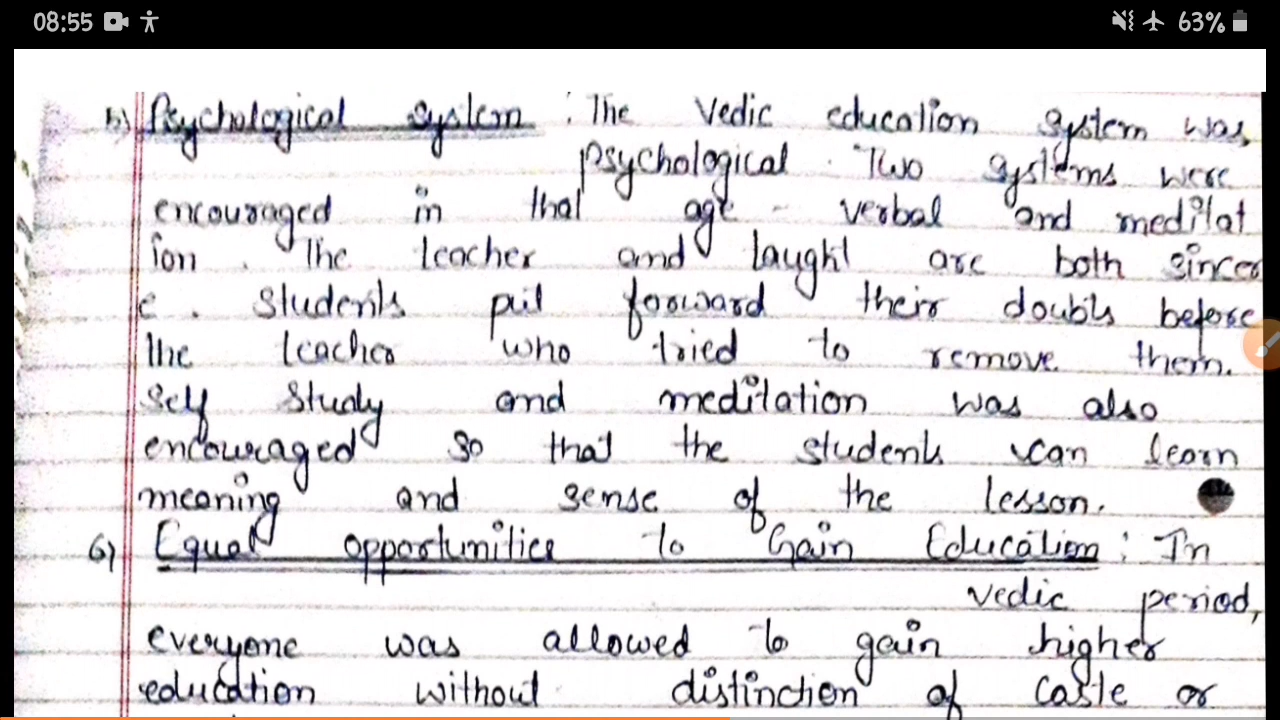 08:55 63%
5) Psychological system : The Vedic education system was
psychological. Two systems were
encouraged in that age - verbal and meditat
ion. The teacher and taught are both sincer
e. Students put forward their doubts before
the teacher who tried to remove them.
Self study and meditation was also
encouraged so that the students can learn
meaning and sense of the lesson.
6) Equal opportunities to Gain Education : In
vedic period,
everyone was allowed to gain higher
education without distinction of caste or